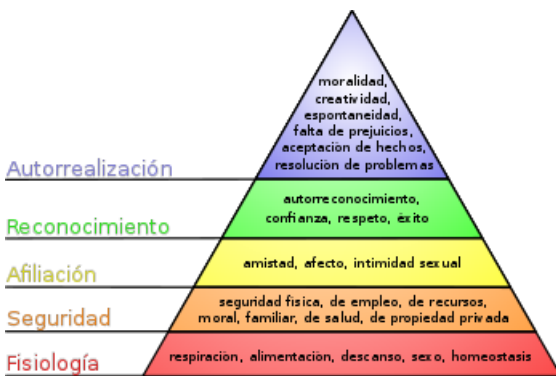 moralidad,
creatividad,
espontaneidad,
falta de prejuicios,
aceptación de hechos,
resolución de problemas
Autorrealización
autorreconocimiento,
confianza, respeto, éxito
Reconocimiento
amistad, afecto, intimidad sexual
Afiliación
seguridad física, de empleo, de recursos,
moral, familiar, de salud, de propiedad privada
Seguridad
respiración, alimentación, descanso, sexo, homeostasis
Fisiología